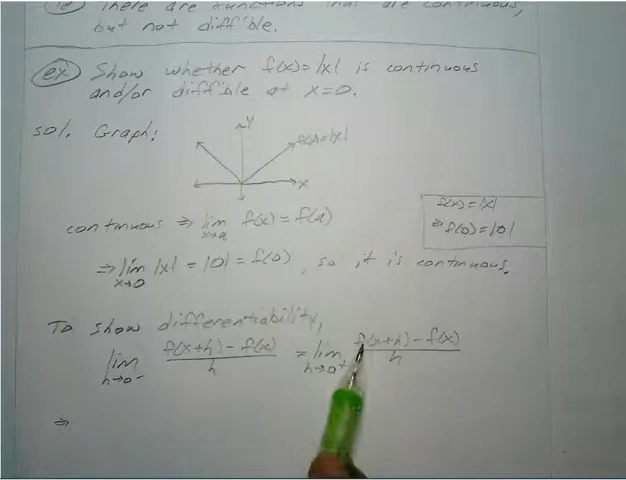 ie) There are functions that are continuous,
but not diff'ble.
ex) Show whether f(x)=|x| is continuous
and/or diff'ble at x=0.
sol. Graph:
y
f(x)=|x|
x
continuous ⇒ lim x→a f(x) = f(a)
f(x)=|x|
⇒ f(0)=|0|
⇒ lim x→0 |x| = |0| = f(0), so it is continuous.
To show differentiability,
lim h→0⁻ f(x+h) - f(x) / h = lim h→0⁺ f(x+h) - f(x) / h
⇒